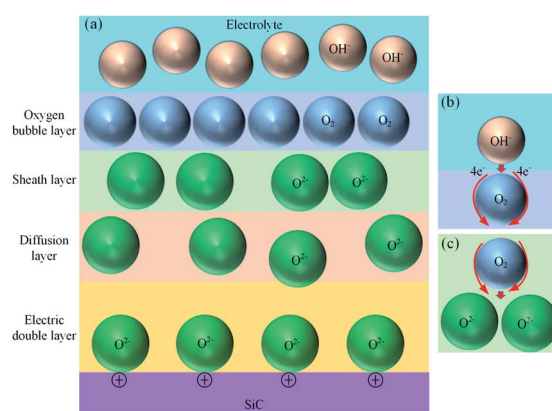 (a)
Electrolyte
OH⁻
OH⁻
Oxygen
bubble layer
O₂
O₂
Sheath layer
O²⁻
O²⁻
Diffusion
layer
O²⁻
O²⁻
Electric
double layer
O²⁻
O²⁻
O²⁻
O²⁻
+
+
+
+
SiC
(b)
OH⁻
4e⁻
4e⁻
O₂
(c)
O₂
O²⁻
O²⁻